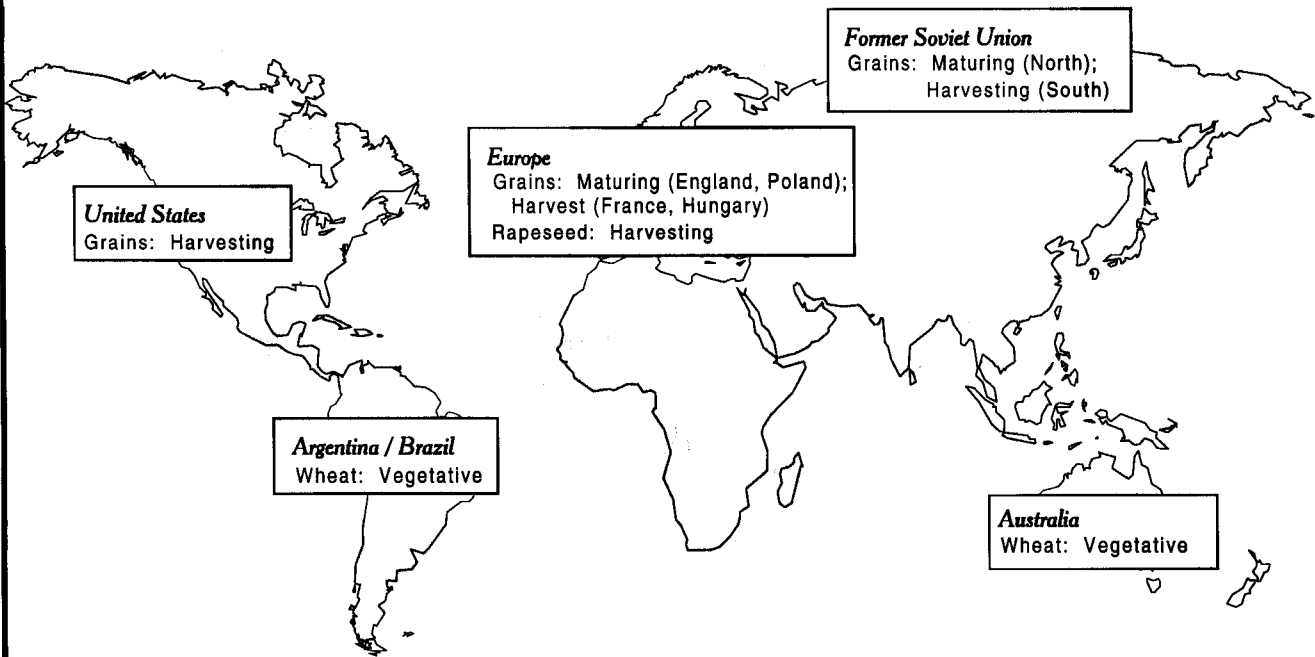 Former Soviet Union
Grains: Maturing (North);
Harvesting (South)
Europe
Grains: Maturing (England, Poland);
Harvest (France, Hungary)
Rapeseed: Harvesting
United States
Grains: Harvesting
Argentina / Brazil
Wheat: Vegetative
Australia
Wheat: Vegetative